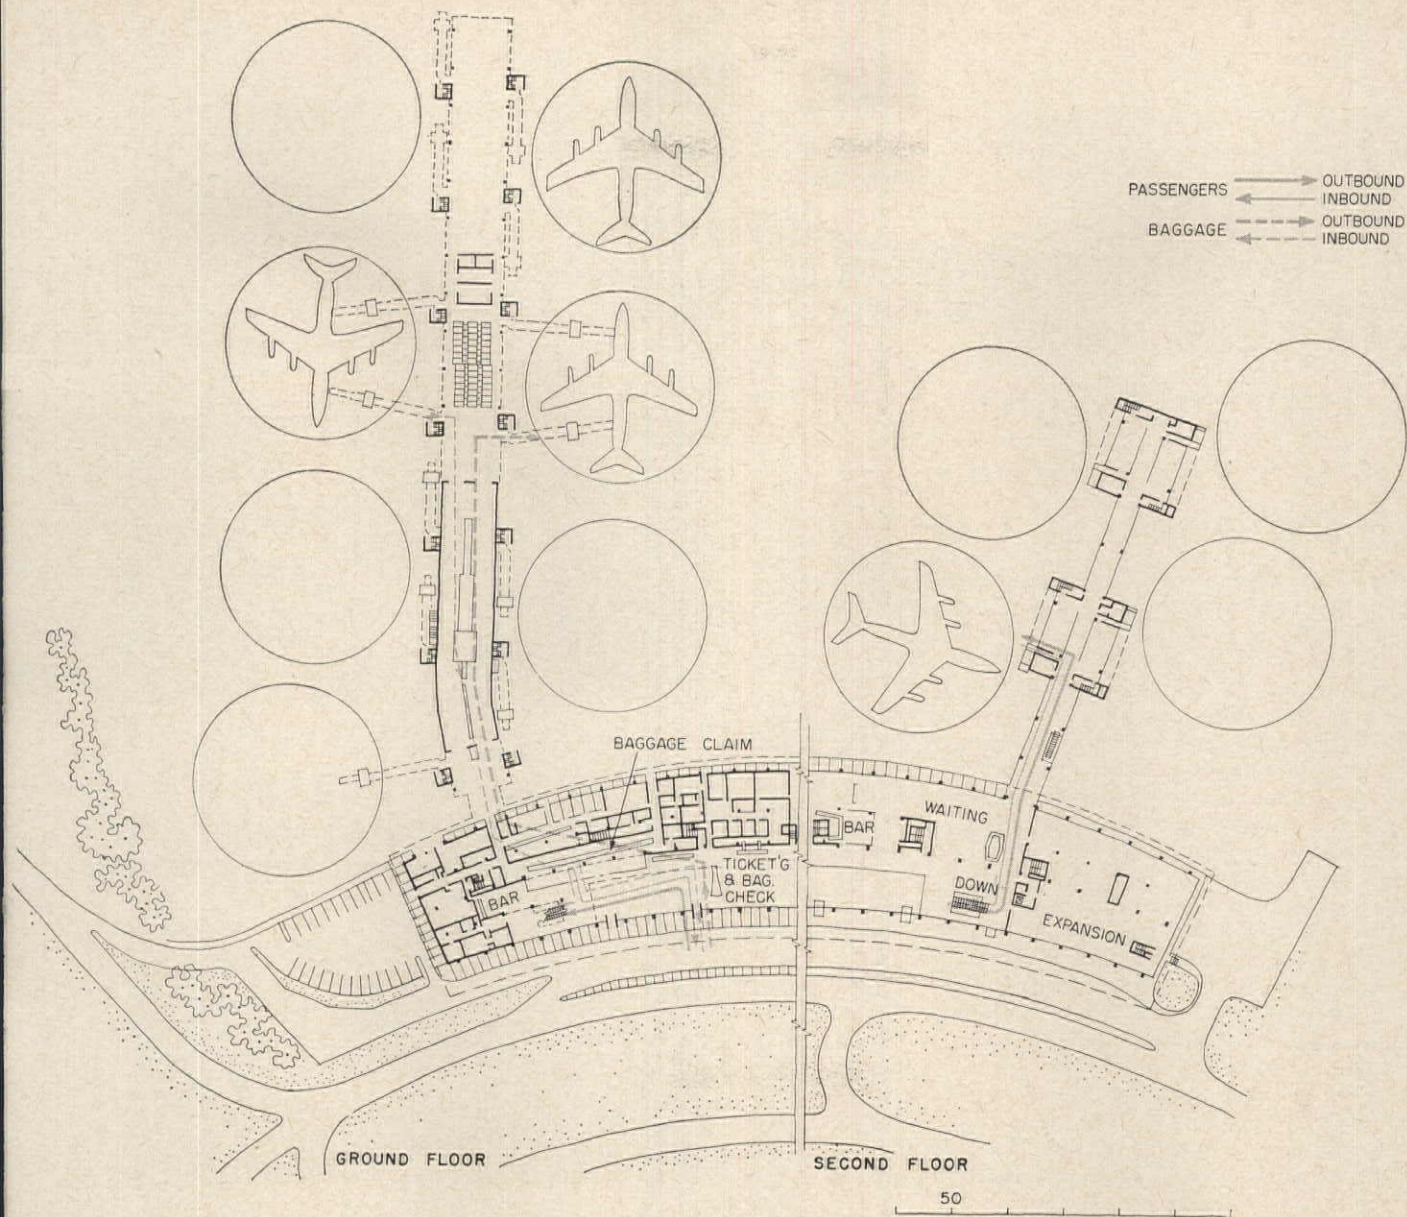 PASSENGERS
OUTBOUND
INBOUND
BAGGAGE
OUTBOUND
INBOUND
BAGGAGE CLAIM
TICKET'G
& BAG.
CHECK
BAR
BAR
WAITING
DOWN
EXPANSION
GROUND FLOOR
SECOND FLOOR
50